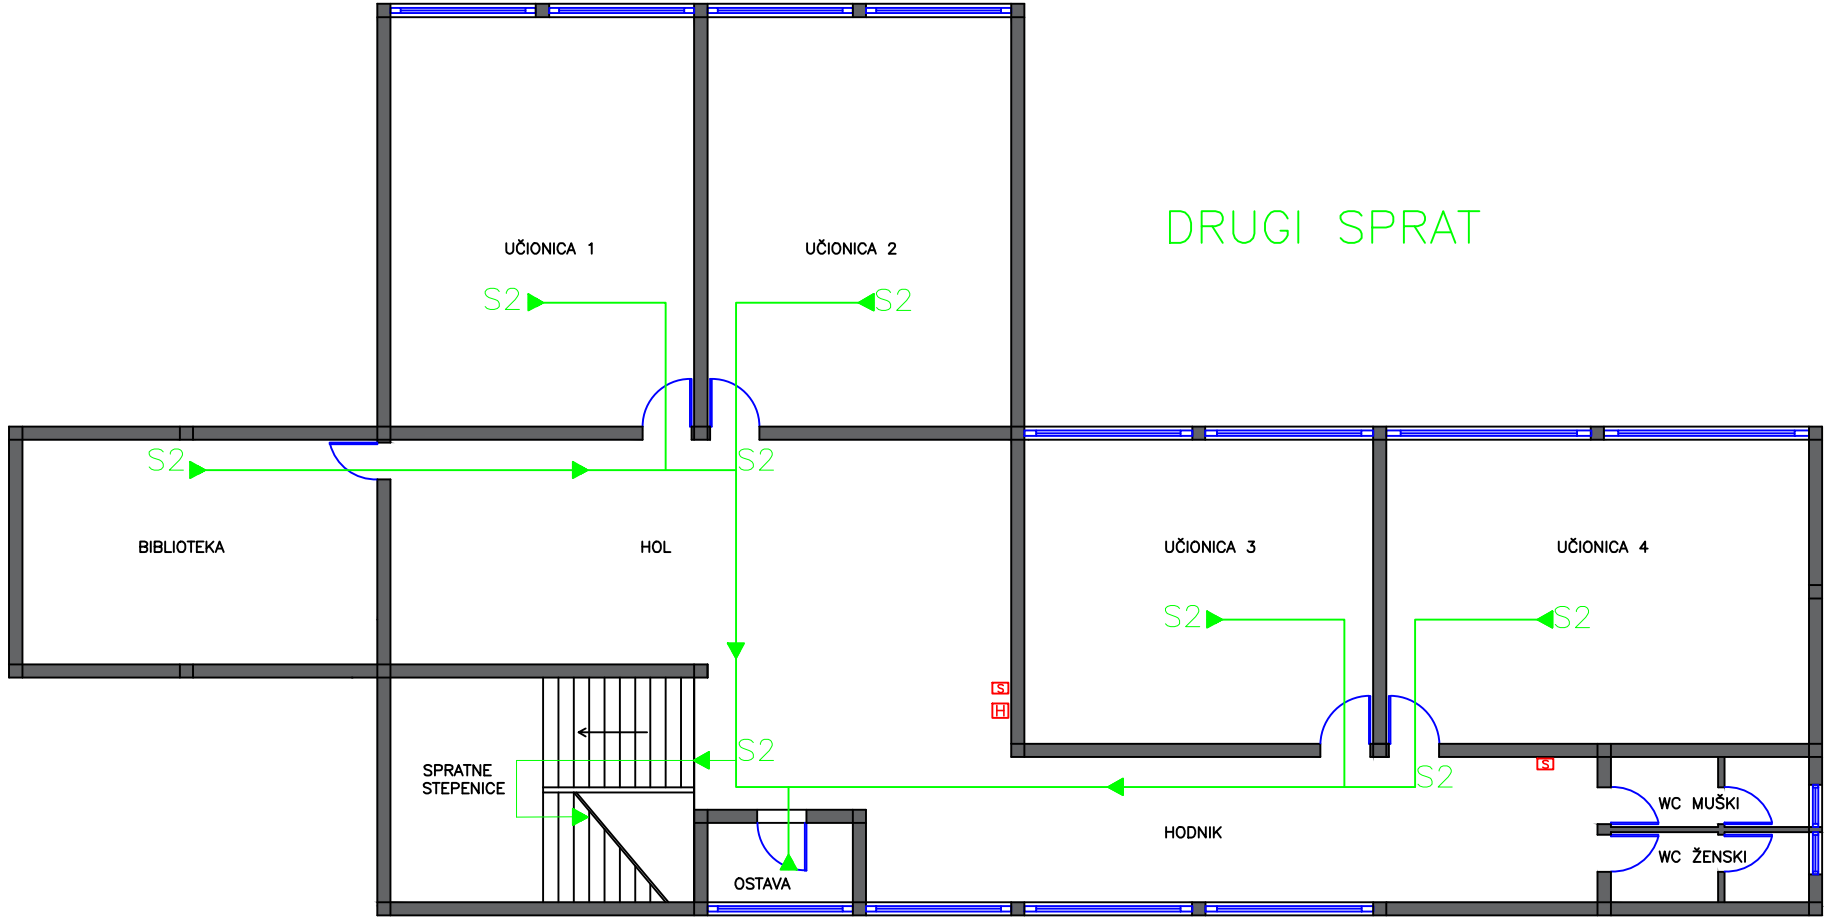 DRUGI SPRAT
UČIONICA 1
UČIONICA 2
S2
S2
S2
S2
BIBLIOTEKA
HOL
UČIONICA 3
UČIONICA 4
S2
S2
S
H
S2
S
SPRATNE
STEPENICE
S2
WC MUŠKI
HODNIK
WC ŽENSKI
OSTAVA